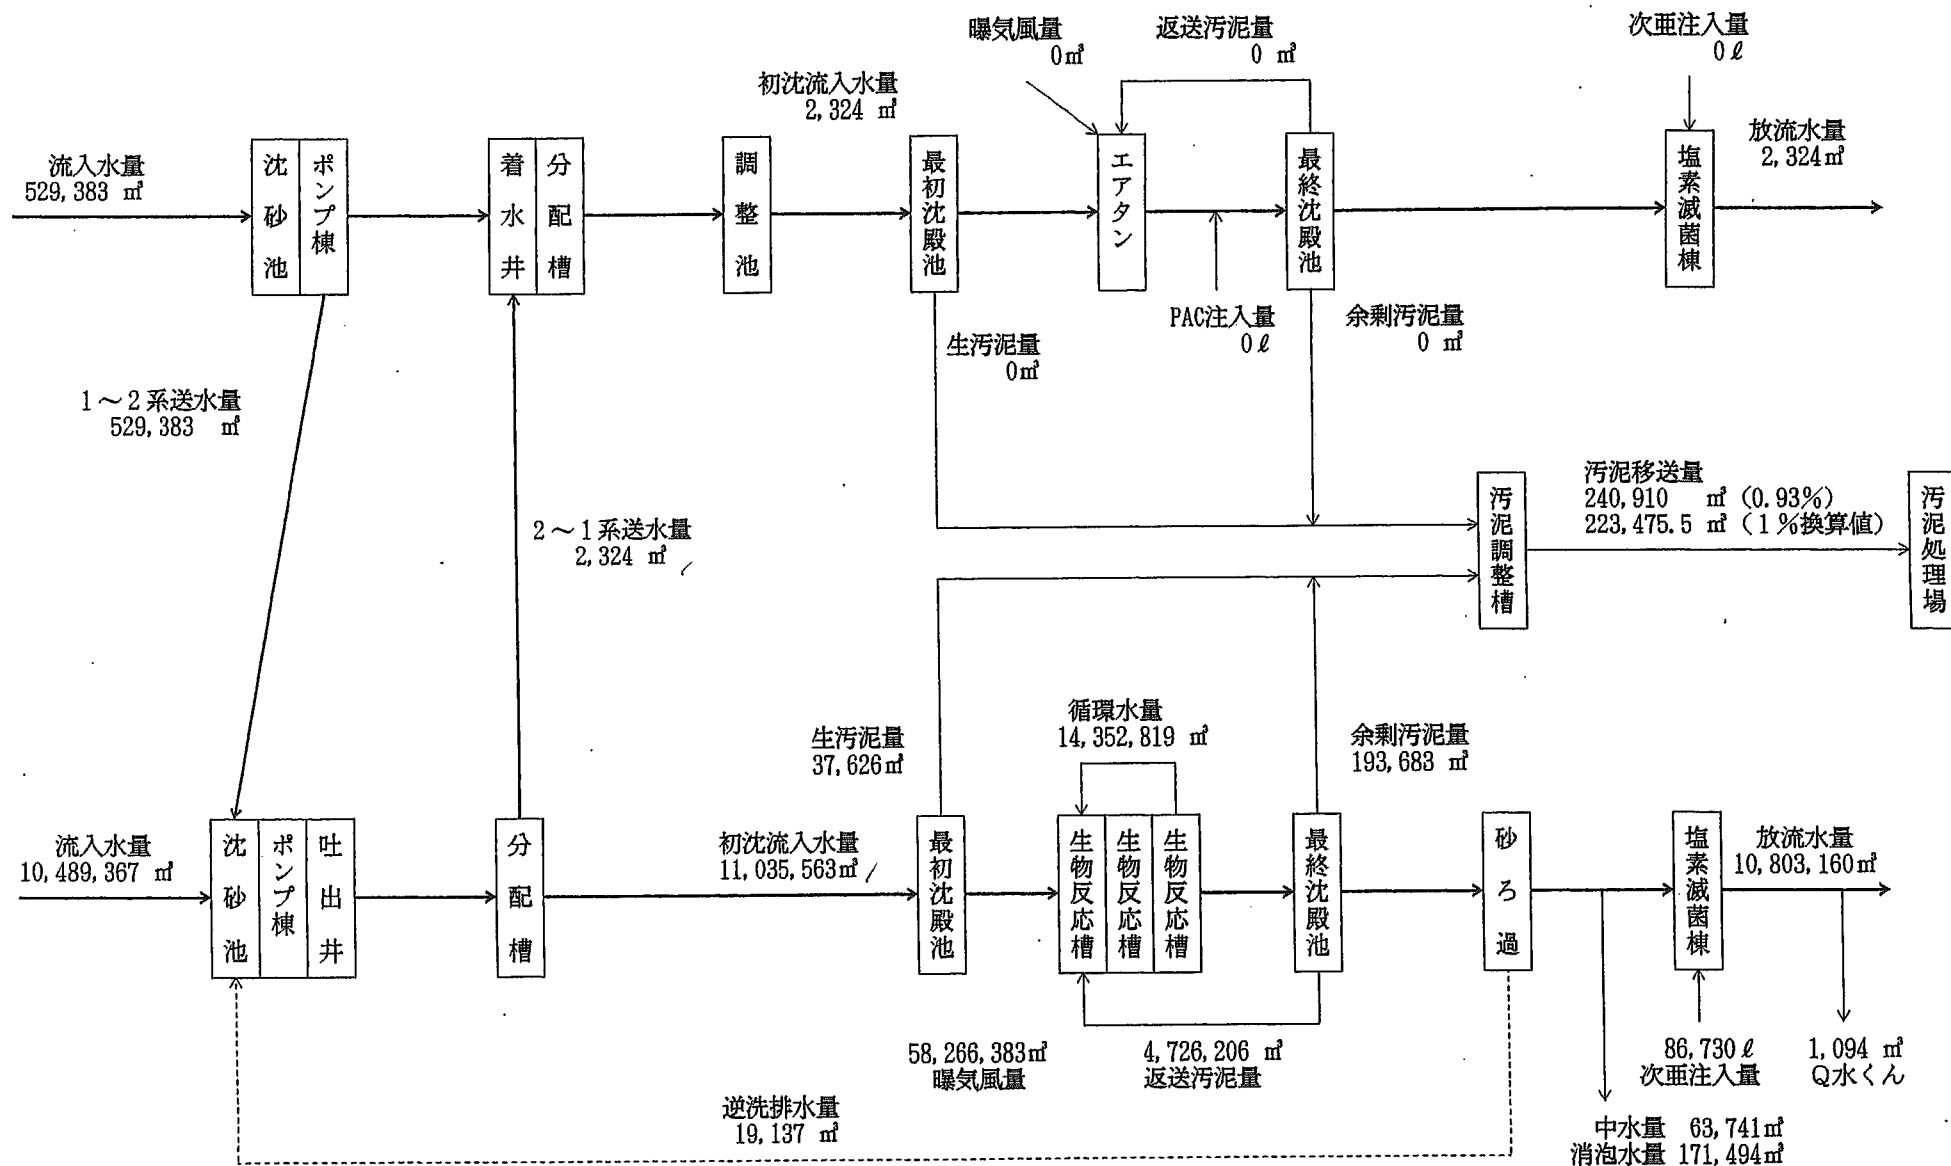 曝気風量
0㎥
返送汚泥量
0 ㎥
次亜注入量
0ℓ
初沈流入水量
2,324 ㎥
流入水量
529,383 ㎥
沈砂池
ポンプ棟
着水井
分配槽
調整池
最初沈殿池
エアタン
最終沈殿池
塩素滅菌棟
放流水量
2,324㎥
PAC注入量
0ℓ
余剰汚泥量
0 ㎥
生汚泥量
0㎥
1～2系送水量
529,383 ㎥
2～1系送水量
2,324 ㎥
汚泥調整槽
汚泥移送量
240,910 ㎥（0.93%）
223,475.5 ㎥（1%換算値）
汚泥処理場
生汚泥量
37,626㎥
循環水量
14,352,819 ㎥
余剰汚泥量
193,683 ㎥
流入水量
10,489,367 ㎥
沈砂池
ポンプ棟
吐出井
分配槽
初沈流入水量
11,035,563㎥
最初沈殿池
生物反応槽
生物反応槽
生物反応槽
最終沈殿池
砂ろ過
塩素滅菌棟
放流水量
10,803,160㎥
58,266,383㎥
曝気風量
4,726,206 ㎥
返送汚泥量
86,730ℓ
次亜注入量
1,094 ㎥
Q水くん
逆洗排水量
19,137 ㎥
中水量 63,741㎥
消泡水量 171,494㎥